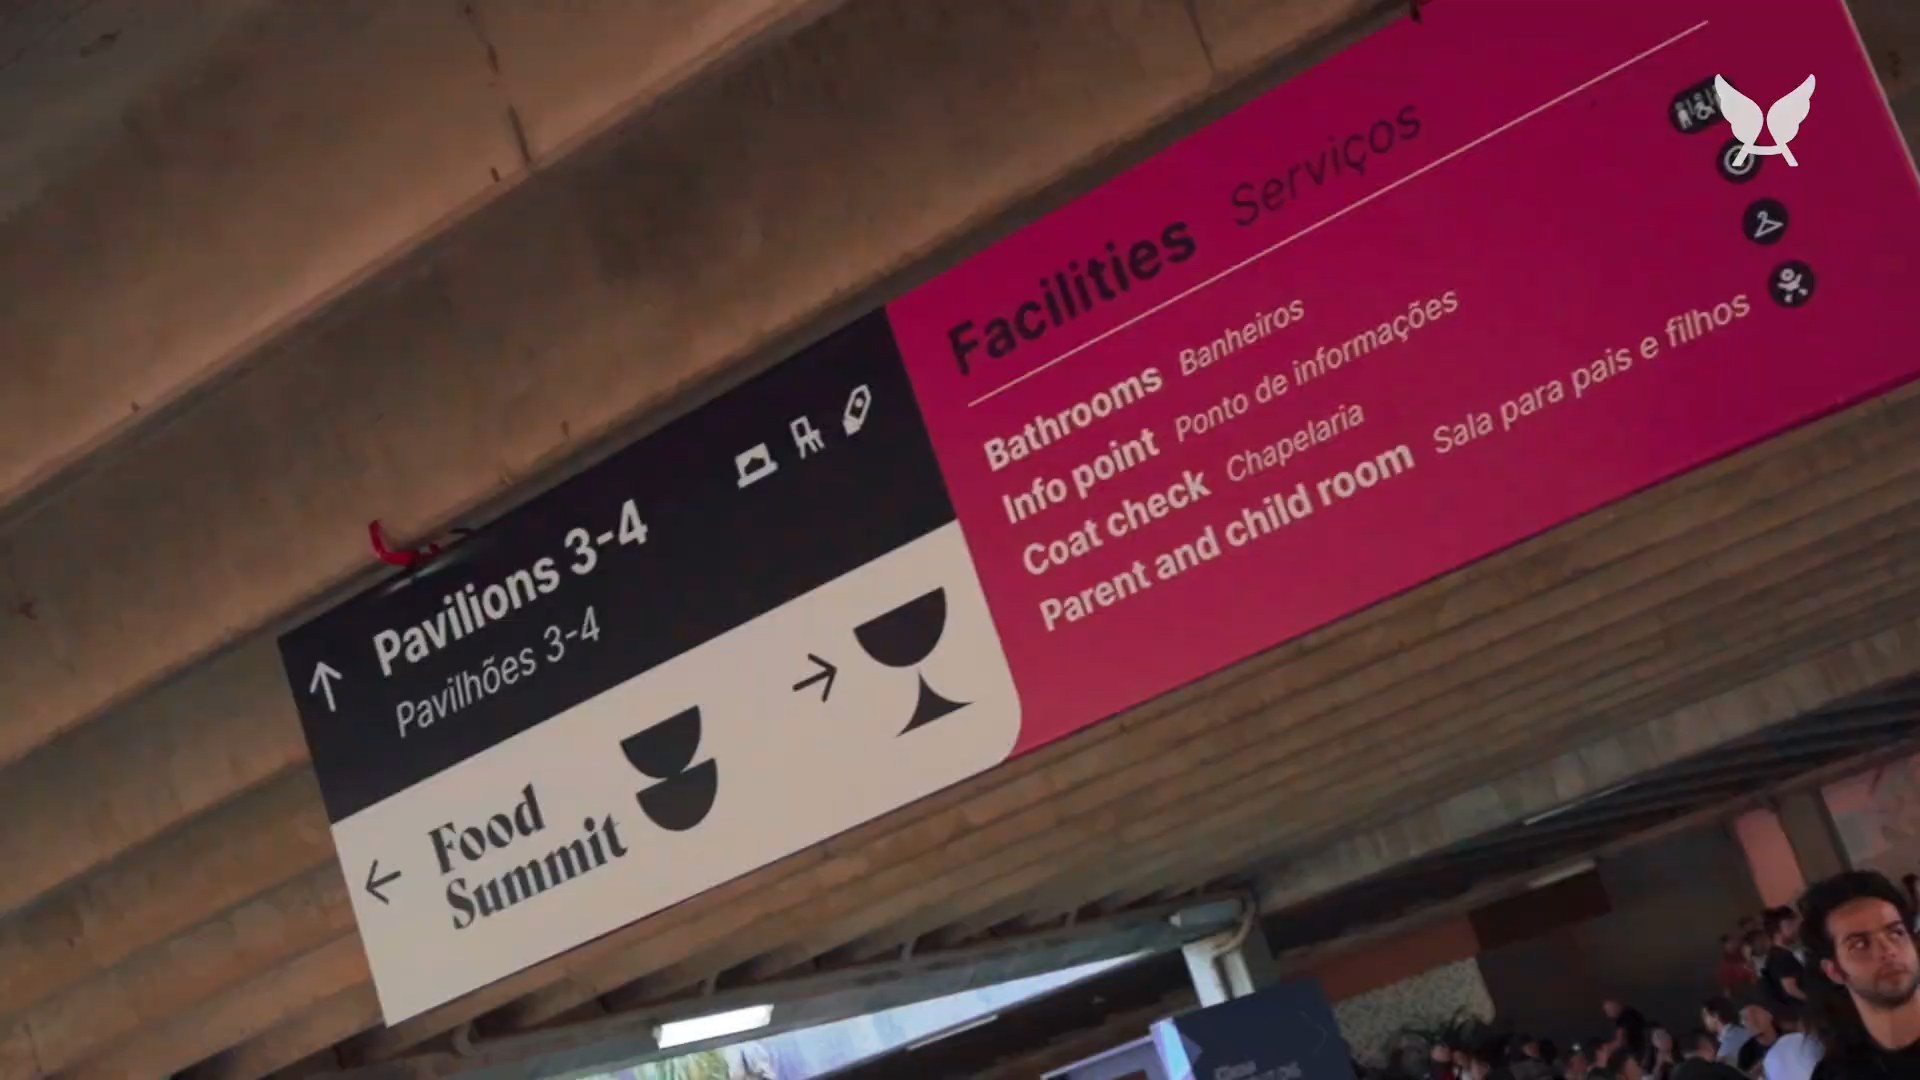 Pavilions 3-4
Pavilhões 3-4
Food
Summit
Facilities Serviços
Bathrooms Banheiros
Info point Ponto de informações
Coat check Chapelaria
Parent and child room Sala para pais e filhos